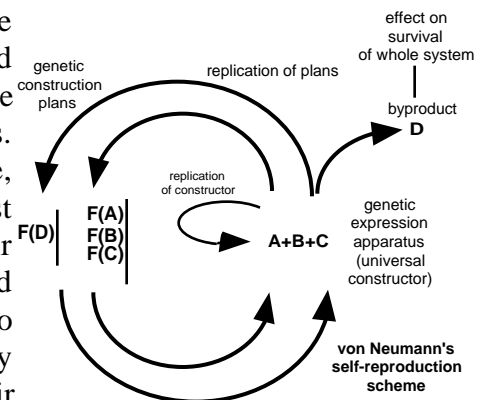 effect on
survival
of whole system
genetic
construction
plans
replication of plans
byproduct
D
replication
of constructor
F(D)
F(A)
F(B)
F(C)
A+B+C
genetic
expression
apparatus
(universal
constructor)
von Neumann's
self-reproduction
scheme